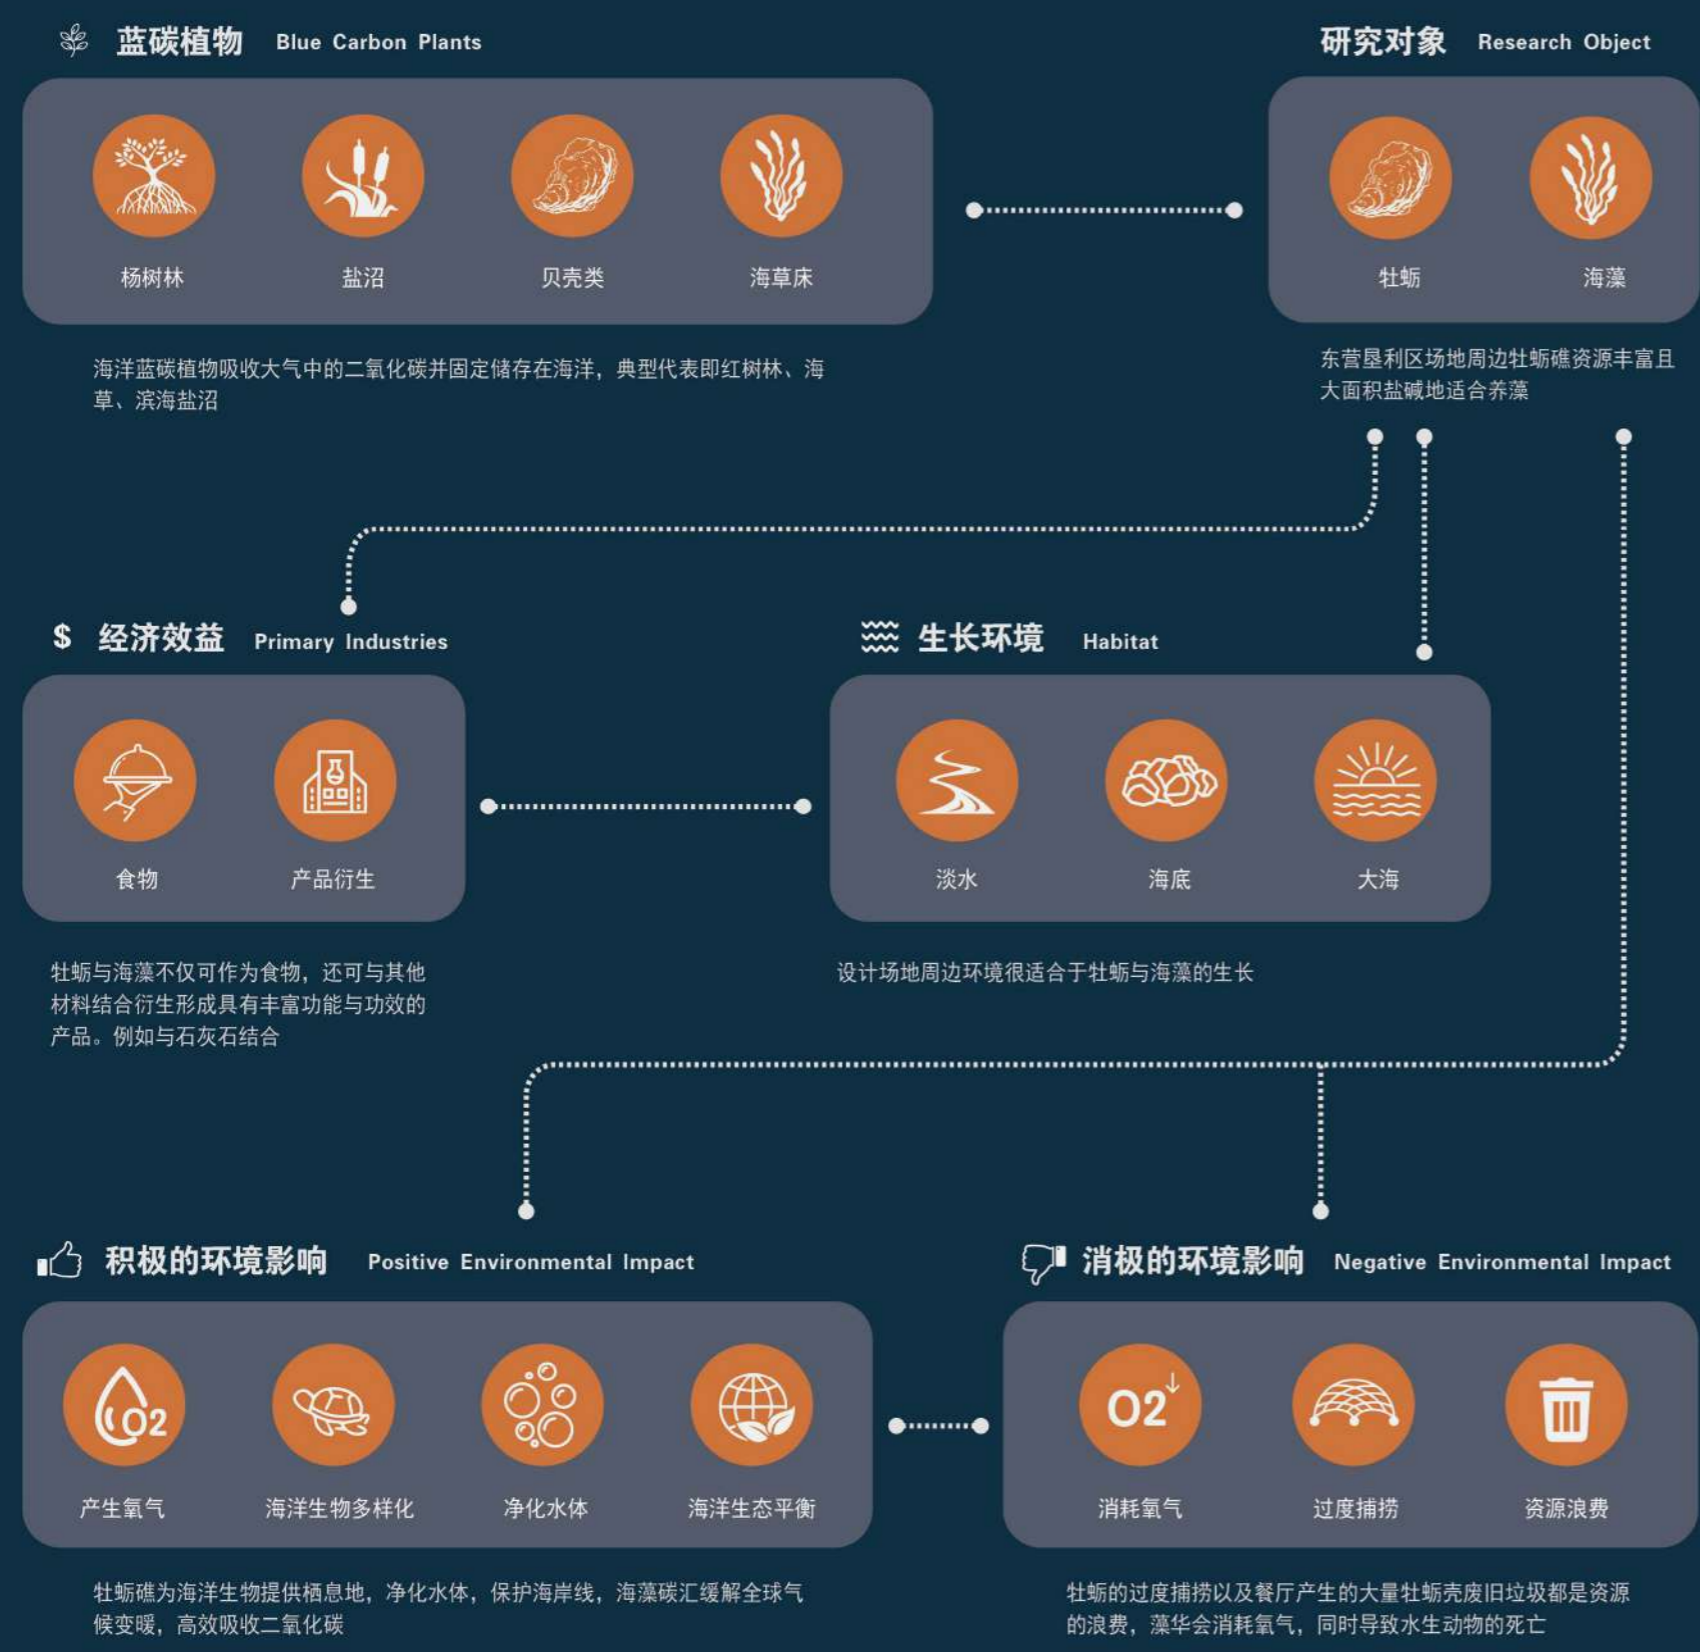 蓝碳植物 Blue Carbon Plants
杨树林 盐沼 贝壳类 海草床
海洋蓝碳植物吸收大气中的二氧化碳并固定储存在海洋，典型代表即红树林、海
草、滨海盐沼
研究对象 Research Object
牡蛎 海藻
东营垦利区场地周边牡蛎礁资源丰富且
大面积盐碱地适合养藻
$ 经济效益 Primary Industries
食物 产品衍生
牡蛎与海藻不仅可作为食物，还可与其他
材料结合衍生形成具有丰富功能与功效的
产品。例如与石灰石结合
生长环境 Habitat
淡水 海底 大海
设计场地周边环境很适合于牡蛎与海藻的生长
积极的环境影响 Positive Environmental Impact
O2
产生氧气 海洋生物多样化 净化水体 海洋生态平衡
牡蛎礁为海洋生物提供栖息地，净化水体，保护海岸线，海藻碳汇缓解全球气
候变暖，高效吸收二氧化碳
消极的环境影响 Negative Environmental Impact
O2↓
消耗氧气 过度捕捞 资源浪费
牡蛎的过度捕捞以及餐厅产生的大量牡蛎壳废旧垃圾都是资源
的浪费，藻华会消耗氧气，同时导致水生动物的死亡